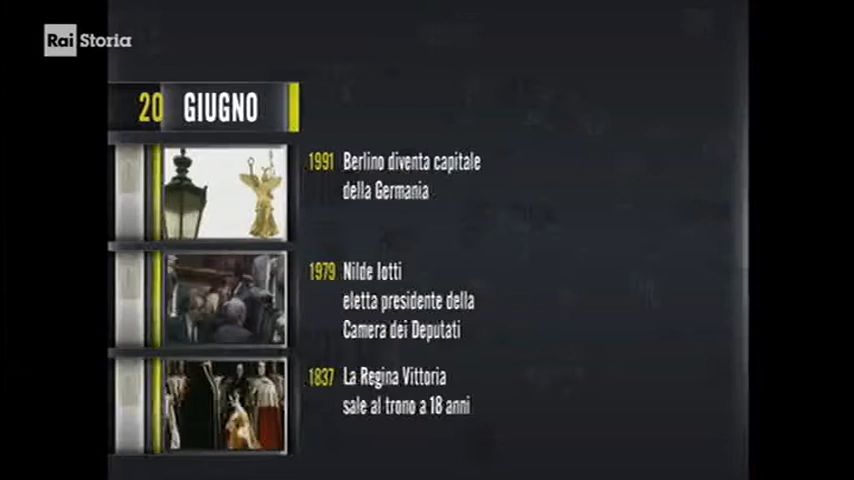 Rai Storia
20 GIUGNO
1991 Berlino diventa capitale
della Germania
1979 Nilde Iotti
eletta presidente della
Camera dei Deputati
1837 La Regina Vittoria
sale al trono a 18 anni